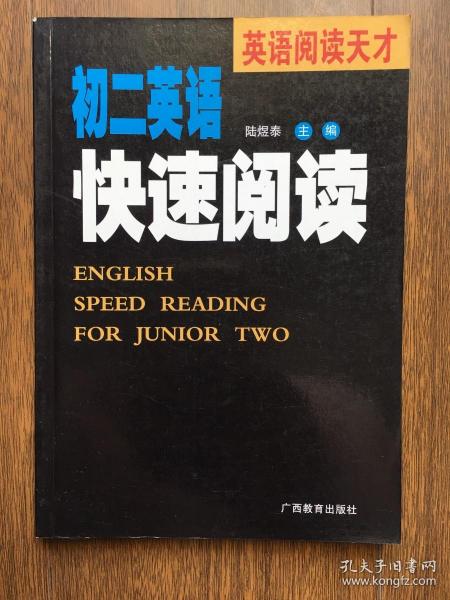 英语阅读天才
初二英语
陆煜泰 主编
快速阅读
ENGLISH
SPEED READING
FOR JUNIOR TWO
广西教育出版社
孔夫子旧书网
www.kongfz.com